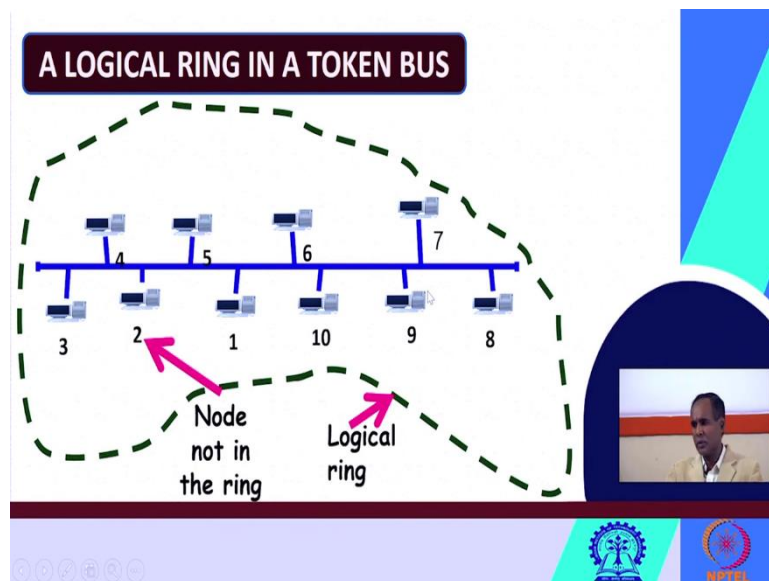 A LOGICAL RING IN A TOKEN BUS
7
4 5 6
3 2 1 10 9 8
Node
not in
the ring
Logical
ring
NPTEL